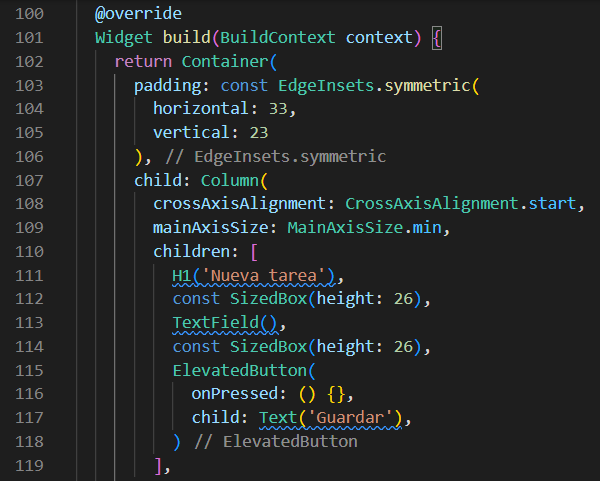 100 @override
101 Widget build(BuildContext context) {
102 return Container(
103 padding: const EdgeInsets.symmetric(
104 horizontal: 33,
105 vertical: 23
106 ), // EdgeInsets.symmetric
107 child: Column(
108 crossAxisAlignment: CrossAxisAlignment.start,
109 mainAxisSize: MainAxisSize.min,
110 children: [
111 H1('Nueva tarea'),
112 const SizedBox(height: 26),
113 TextField(),
114 const SizedBox(height: 26),
115 ElevatedButton(
116 onPressed: () {},
117 child: Text('Guardar'),
118 ) // ElevatedButton
119 ],